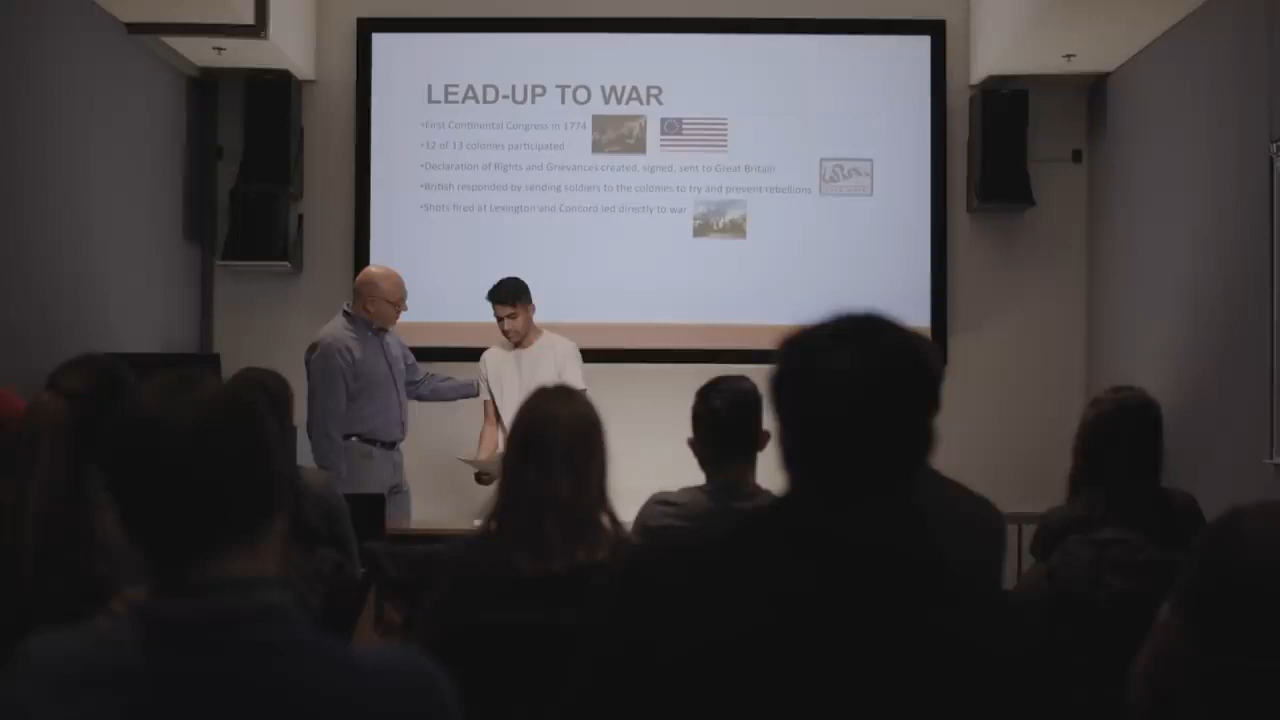 LEAD-UP TO WAR
•First Continental Congress in 1774
•12 of 13 colonies participated
•Declaration of Rights and Grievances created, signed, sent to Great Britain
•British responded by sending soldiers to the colonies to try and prevent rebellions
•Shots fired at Lexington and Concord led directly to war